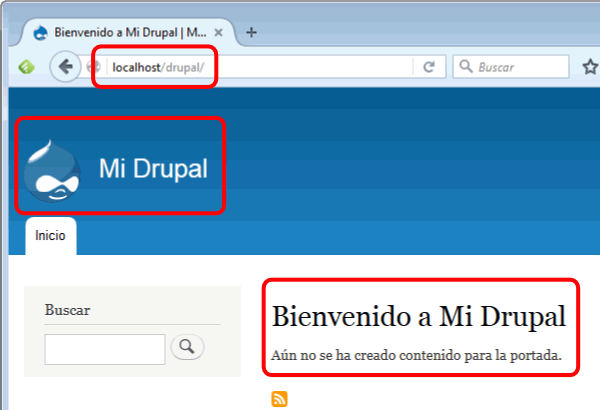 Bienvenido a Mi Drupal | M...
localhost/drupal/
Buscar
Mi Drupal
Inicio
Buscar
Bienvenido a Mi Drupal
Aún no se ha creado contenido para la portada.